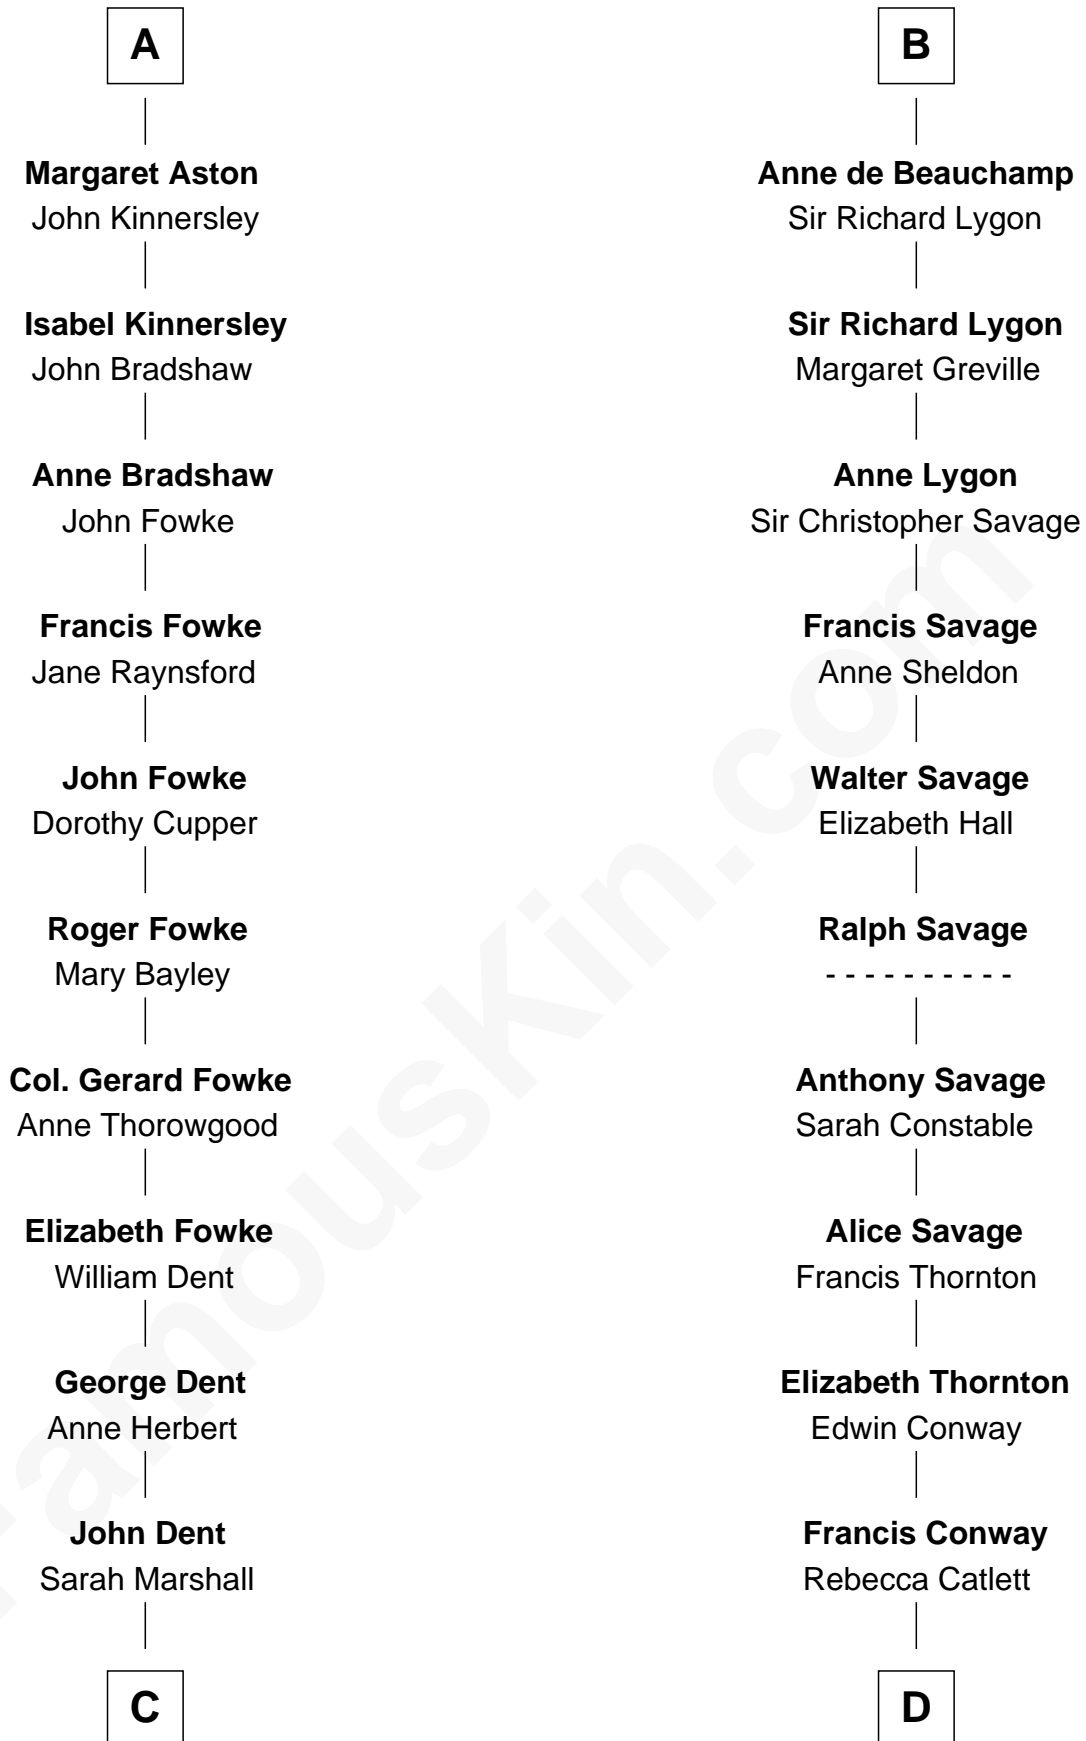 A
Margaret Aston
John Kinnersley
Isabel Kinnersley
John Bradshaw
Anne Bradshaw
John Fowke
Francis Fowke
Jane Raynsford
John Fowke
Dorothy Cupper
Roger Fowke
Mary Bayley
Col. Gerard Fowke
Anne Thorowgood
Elizabeth Fowke
William Dent
George Dent
Anne Herbert
John Dent
Sarah Marshall
C
B
Anne de Beauchamp
Sir Richard Lygon
Sir Richard Lygon
Margaret Greville
Anne Lygon
Sir Christopher Savage
Francis Savage
Anne Sheldon
Walter Savage
Elizabeth Hall
Ralph Savage
- - - - - - - - - -
Anthony Savage
Sarah Constable
Alice Savage
Francis Thornton
Elizabeth Thornton
Edwin Conway
Francis Conway
Rebecca Catlett
D
FamousKin.com